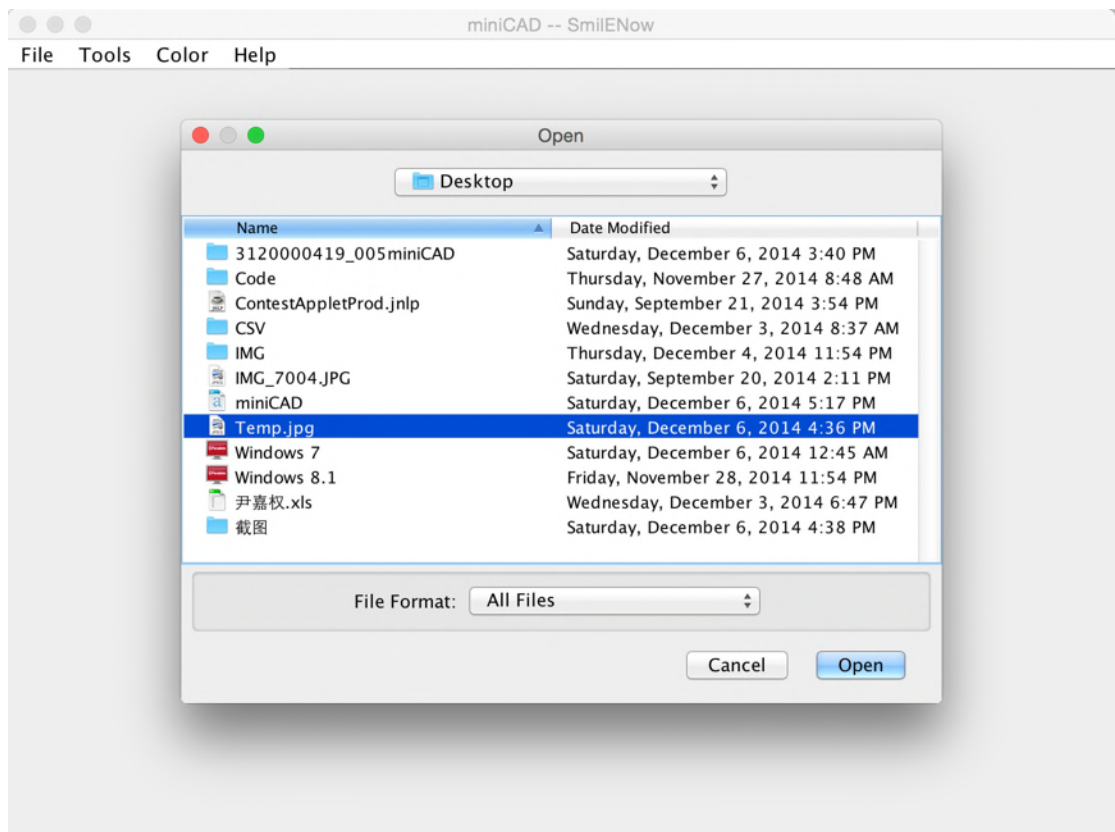 miniCAD -- SmilENow
File Tools Color Help
Open
Desktop
Name Date Modified
3120000419_005miniCAD Saturday, December 6, 2014 3:40 PM
Code Thursday, November 27, 2014 8:48 AM
ContestAppletProd.jnlp Sunday, September 21, 2014 3:54 PM
CSV Wednesday, December 3, 2014 8:37 AM
IMG Thursday, December 4, 2014 11:54 PM
IMG_7004.JPG Saturday, September 20, 2014 2:11 PM
miniCAD Saturday, December 6, 2014 5:17 PM
Temp.jpg Saturday, December 6, 2014 4:36 PM
Windows 7 Saturday, December 6, 2014 12:45 AM
Windows 8.1 Friday, November 28, 2014 11:54 PM
尹嘉权.xls Wednesday, December 3, 2014 6:47 PM
截图 Saturday, December 6, 2014 4:38 PM
File Format: All Files
Cancel Open